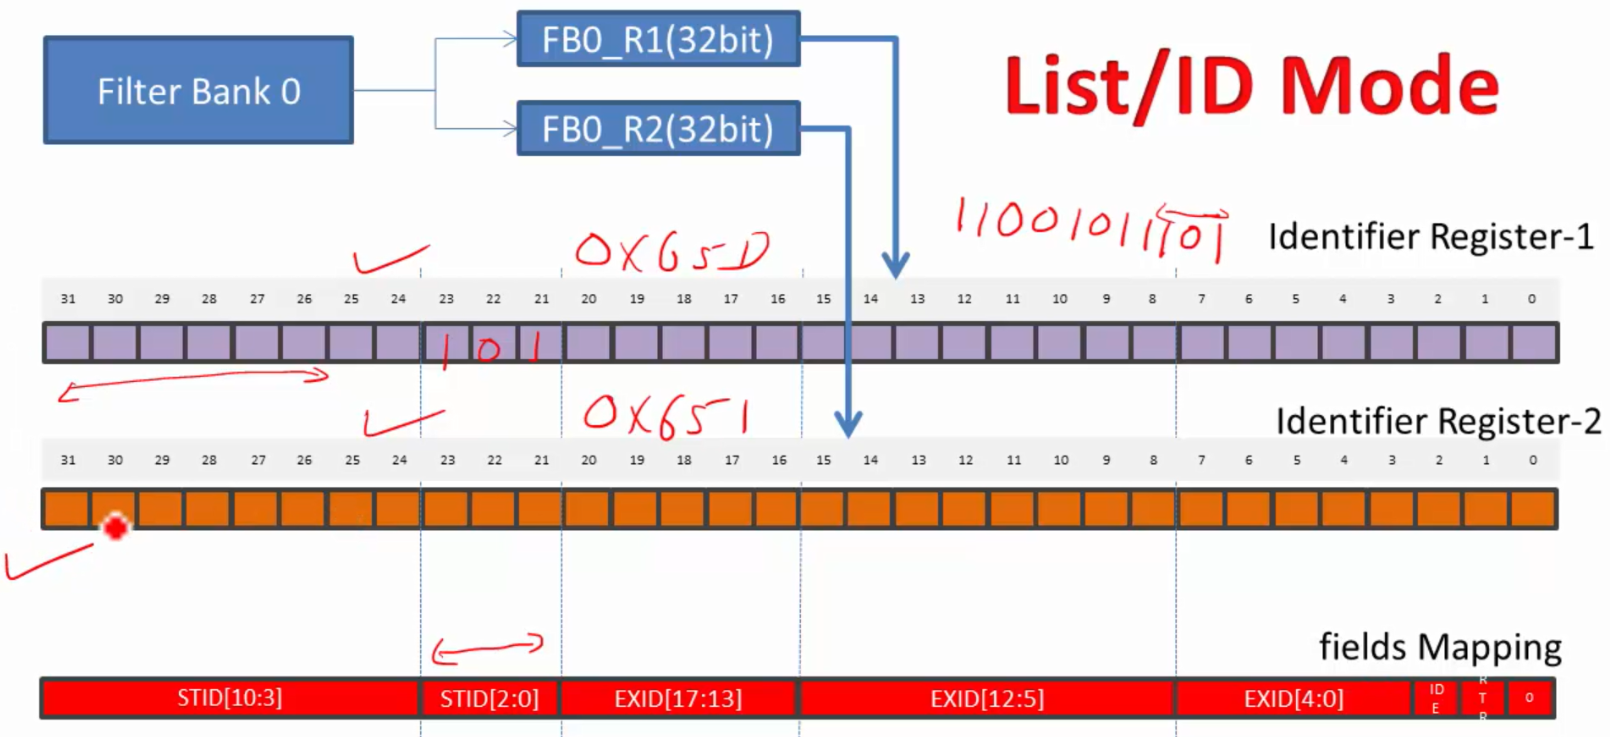 FB0_R1(32bit)
Filter Bank 0
List/ID Mode
FB0_R2(32bit)
11001011101
Identifier Register-1
0X65D
31 30 29 28 27 26 25 24 23 22 21 20 19 18 17 16 15 14 13 12 11 10 9 8 7 6 5 4 3 2 1 0
1 0 1
0X651
Identifier Register-2
31 30 29 28 27 26 25 24 23 22 21 20 19 18 17 16 15 14 13 12 11 10 9 8 7 6 5 4 3 2 1 0
fields Mapping
STID[10:3] STID[2:0] EXID[17:13] EXID[12:5] EXID[4:0] IDE RTR 0